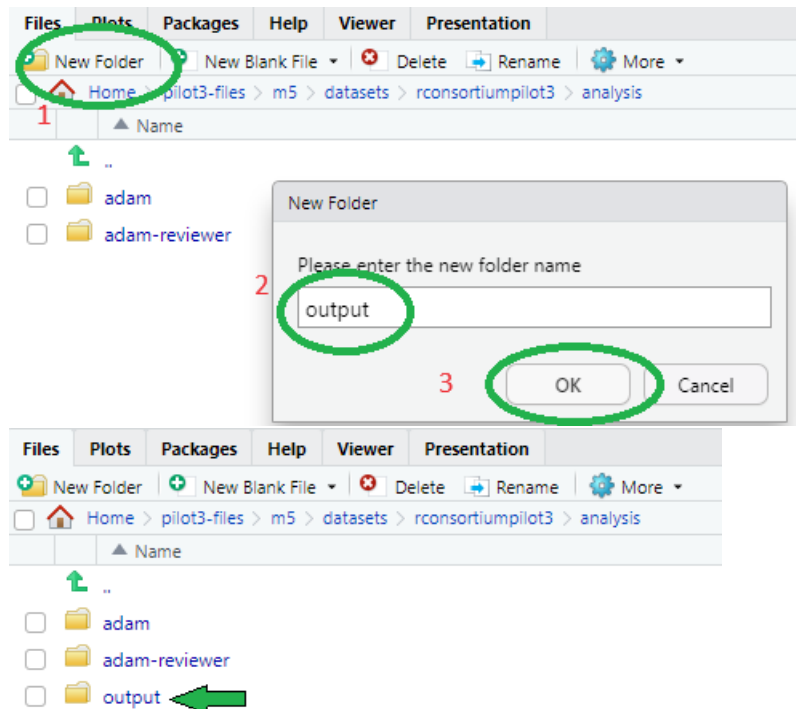 Files Plots Packages Help Viewer Presentation
New Folder New Blank File Delete Rename More
Home > pilot3-files > m5 > datasets > rconsortiumpilot3 > analysis
1
Name
..
adam
adam-reviewer
New Folder
Please enter the new folder name
2
output
3
OK Cancel
Files Plots Packages Help Viewer Presentation
New Folder New Blank File Delete Rename More
Home > pilot3-files > m5 > datasets > rconsortiumpilot3 > analysis
Name
..
adam
adam-reviewer
output